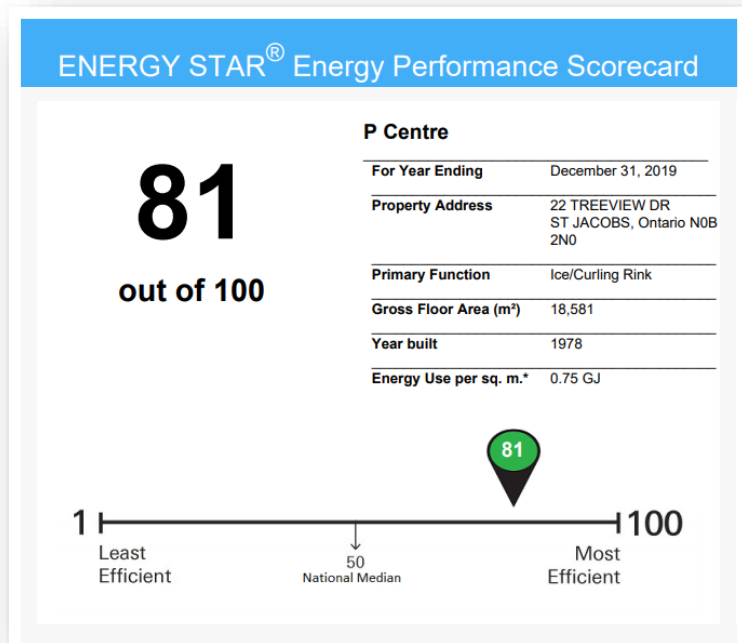 ENERGY STAR® Energy Performance Scorecard
81
out of 100
P Centre
For Year Ending December 31, 2019
Property Address 22 TREEVIEW DR
ST JACOBS, Ontario N0B
2N0
Primary Function Ice/Curling Rink
Gross Floor Area (m²) 18,581
Year built 1978
Energy Use per sq. m.* 0.75 GJ
81
1 100
Least
Efficient
50
National Median
Most
Efficient